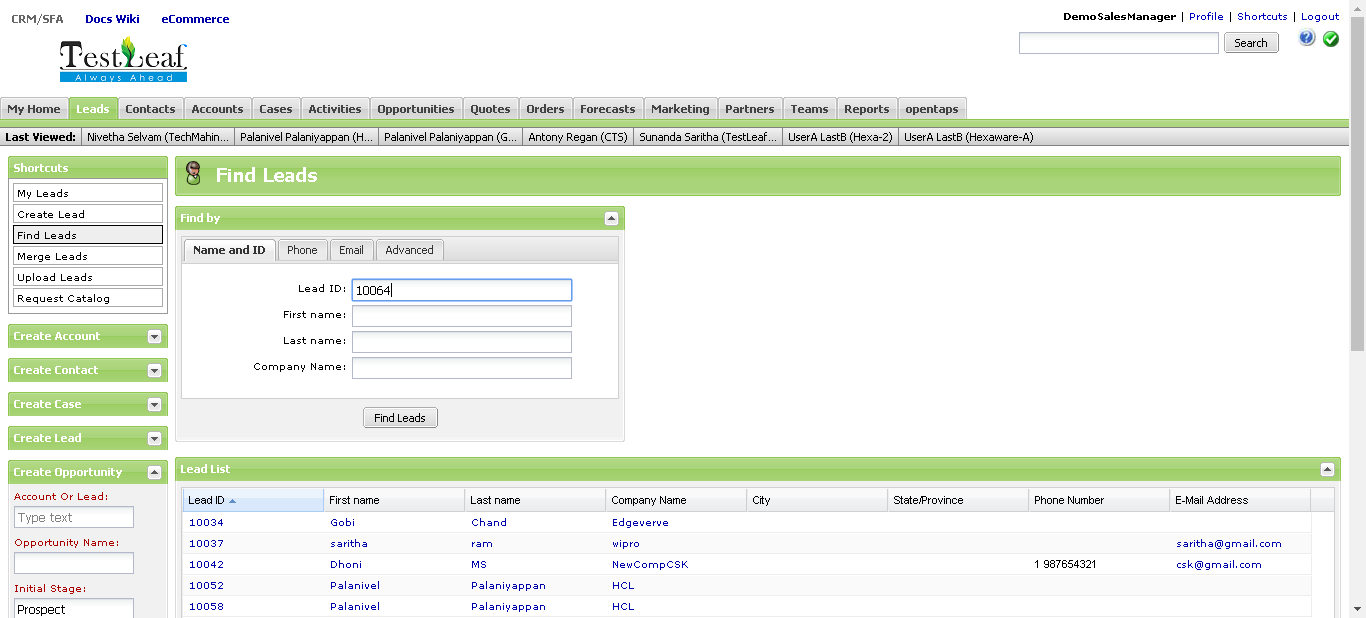 CRM/SFA Docs Wiki eCommerce
DemoSalesManager | Profile | Shortcuts | Logout
Search
TestLeaf
Always Ahead
My Home Leads Contacts Accounts Cases Activities Opportunities Quotes Orders Forecasts Marketing Partners Teams Reports opentaps
Last Viewed: Nivetha Selvam (TechMahin... Palanivel Palaniyappan (H... Palanivel Palaniyappan (G... Antony Regan (CTS) Sunanda Saritha (TestLeaf... UserA LastB (Hexa-2) UserA LastB (Hexaware-A)
Shortcuts
My Leads
Create Lead
Find Leads
Merge Leads
Upload Leads
Request Catalog
Create Account
Create Contact
Create Case
Create Lead
Create Opportunity
Account Or Lead:
Type text
Opportunity Name:
Initial Stage:
Prospect
Find Leads
Find by
Name and ID Phone Email Advanced
Lead ID: 10064
First name:
Last name:
Company Name:
Find Leads
Lead List
Lead ID First name Last name Company Name City State/Province Phone Number E-Mail Address
10034 Gobi Chand Edgeverve
10037 saritha ram wipro saritha@gmail.com
10042 Dhoni MS NewCompCSK 1 987654321 csk@gmail.com
10052 Palanivel Palaniyappan HCL
10058 Palanivel Palaniyappan HCL